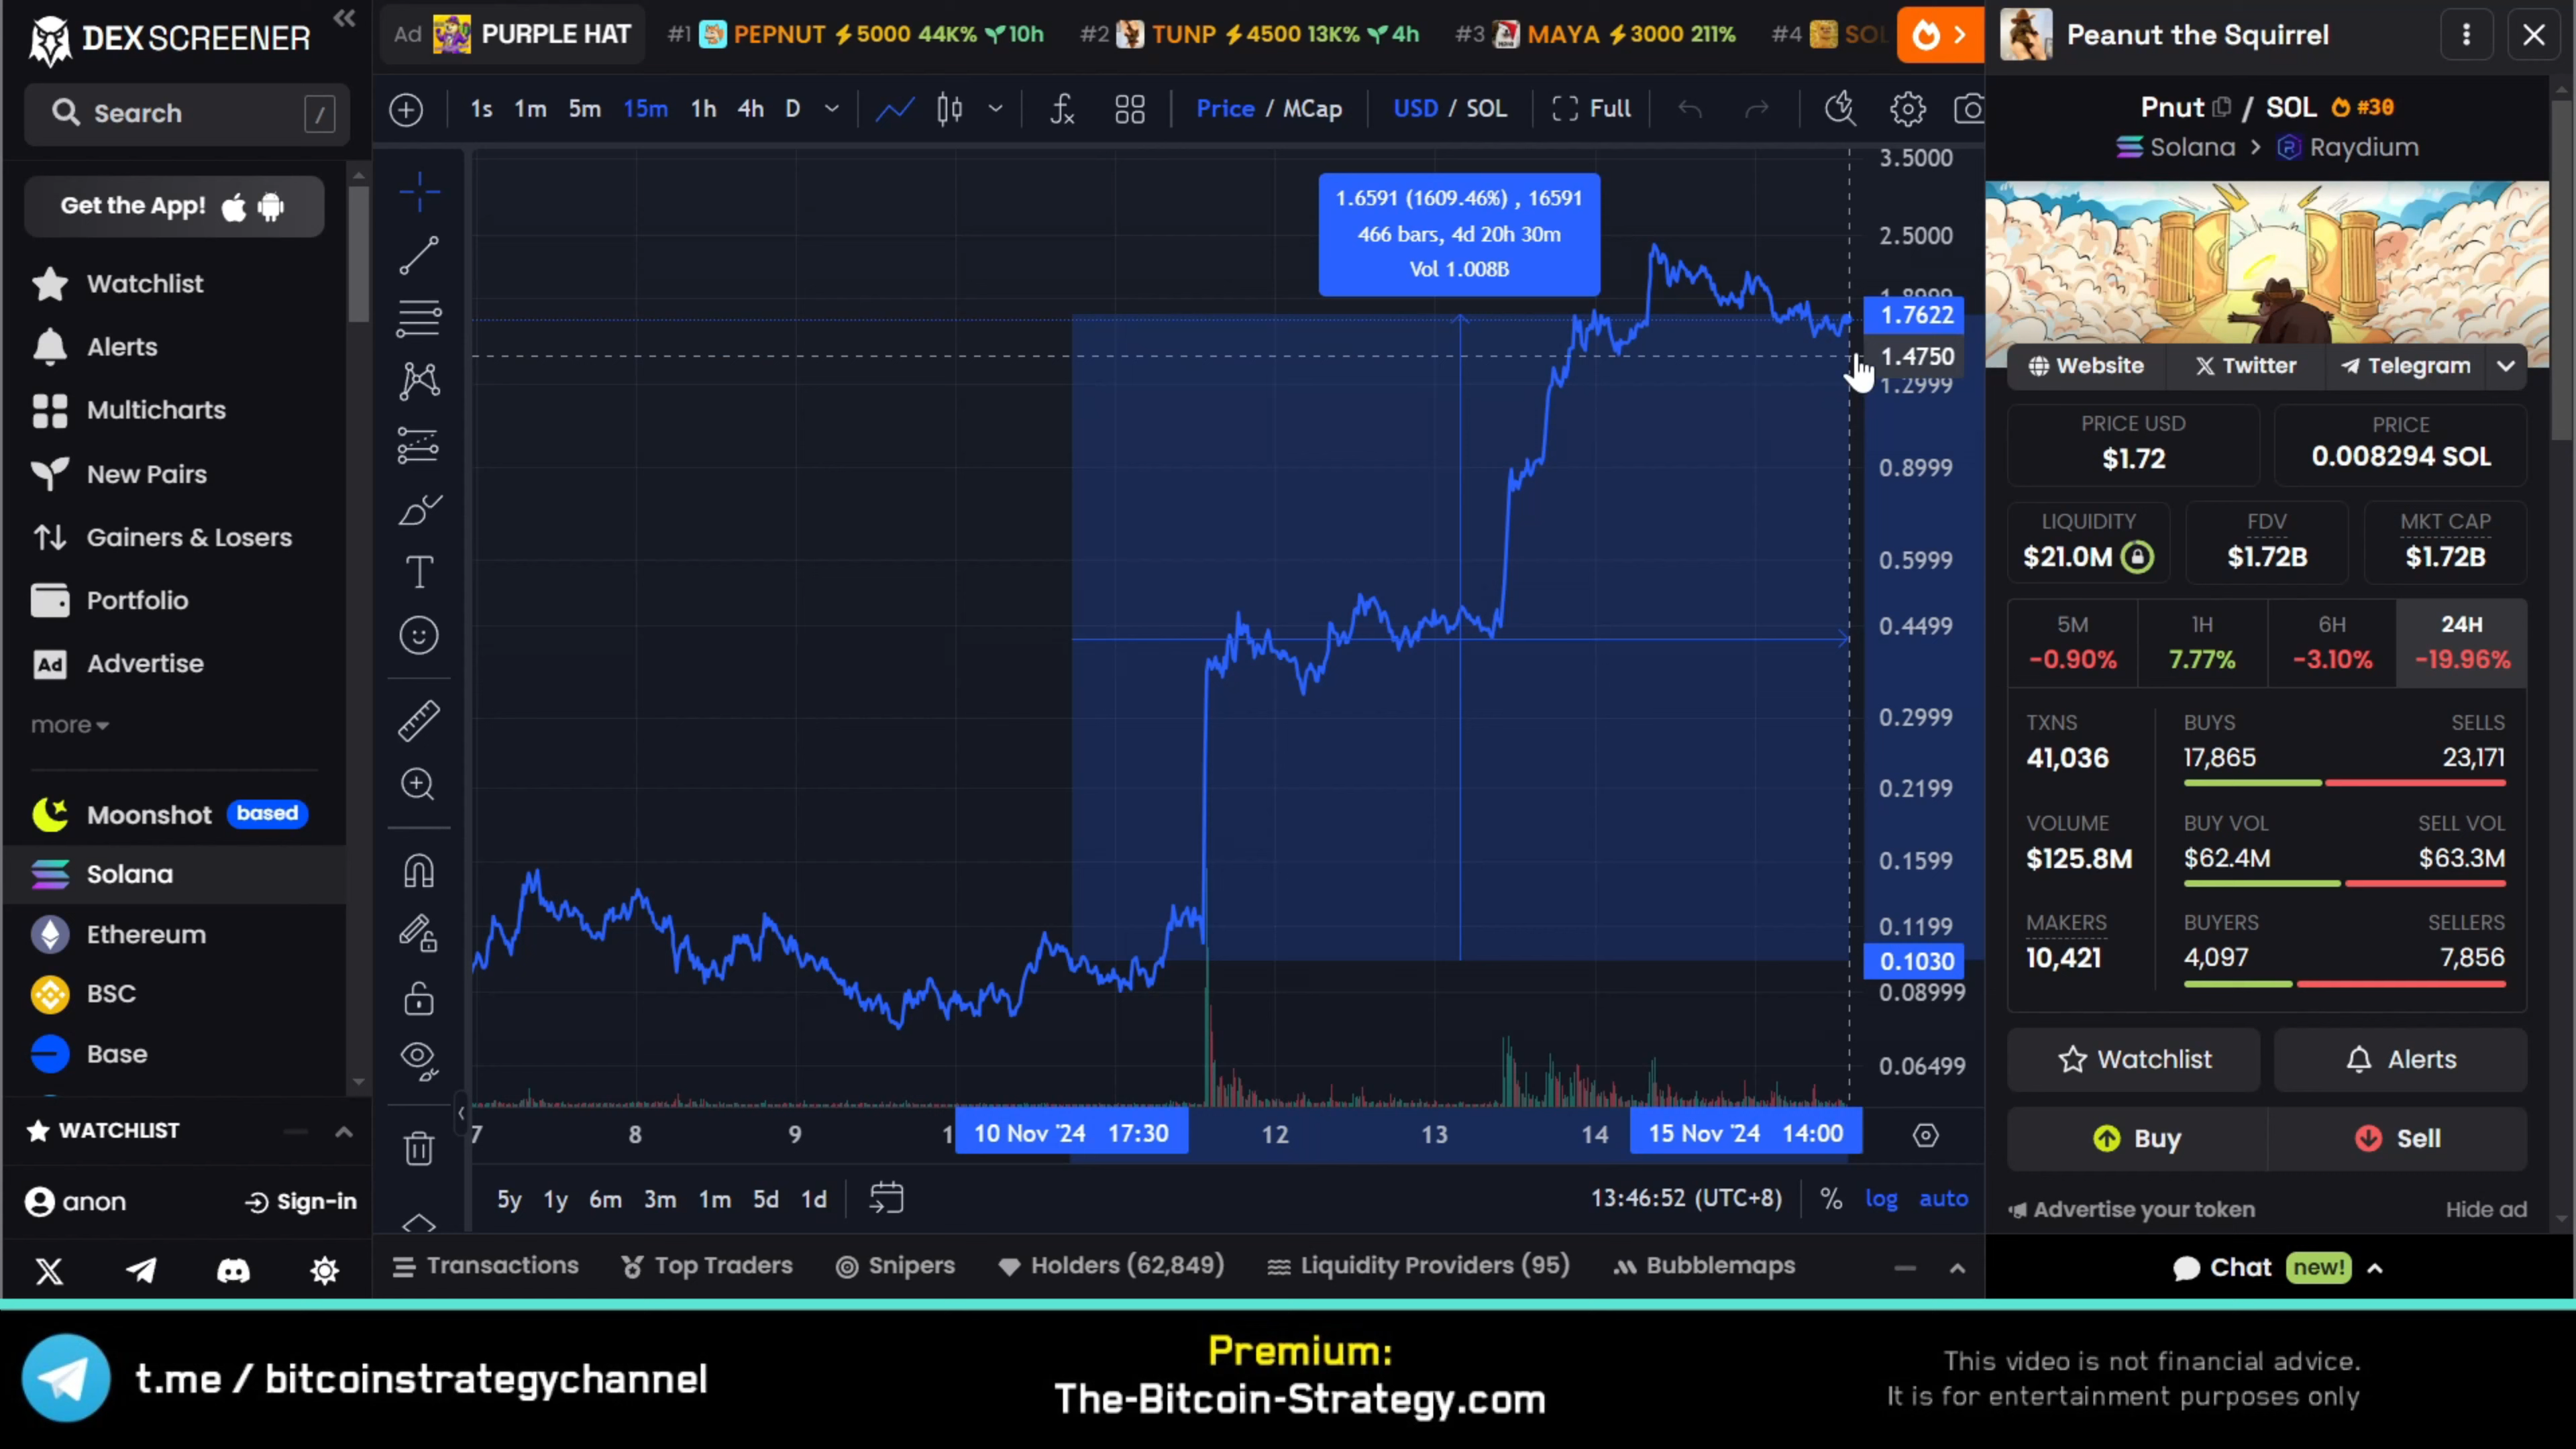 DEX SCREENER
Search /
Get the App!
Watchlist
Alerts
Multicharts
New Pairs
Gainers & Losers
Portfolio
Ad Advertise
more
Moonshot based
Solana
Ethereum
BSC
Base
WATCHLIST
anon Sign-in
Ad PURPLE HAT #1 PEPNUT 5000 44K% 10h #2 TUNP 4500 13K% 4h #3 MAYA 3000 211% #4 SOL
1s 1m 5m 15m 1h 4h D Price / MCap USD / SOL Full
1.6591 (1609.46%) , 16591
466 bars, 4d 20h 30m
Vol 1.008B
3.5000
2.5000
1.8999
1.7622
1.4750
1.2999
0.8999
0.5999
0.4499
0.2999
0.2199
0.1599
0.1199
0.1030
0.08999
0.06499
7 8 9 1 10 Nov '24 17:30 12 13 14 15 Nov '24 14:00
5y 1y 6m 3m 1m 5d 1d 13:46:52 (UTC+8) % log auto
Transactions Top Traders Snipers Holders (62,849) Liquidity Providers (95) Bubblemaps
Peanut the Squirrel
Pnut / SOL #30
Solana > Raydium
Website Twitter Telegram
PRICE USD PRICE
$1.72 0.008294 SOL
LIQUIDITY FDV MKT CAP
$21.0M $1.72B $1.72B
5M 1H 6H 24H
-0.90% 7.77% -3.10% -19.96%
TXNS BUYS SELLS
41,036 17,865 23,171
VOLUME BUY VOL SELL VOL
$125.8M $62.4M $63.3M
MAKERS BUYERS SELLERS
10,421 4,097 7,856
Watchlist Alerts
Buy Sell
Advertise your token Hide ad
Chat new!
t.me / bitcoinstrategychannel
Premium:
The-Bitcoin-Strategy.com
This video is not financial advice.
It is for entertainment purposes only